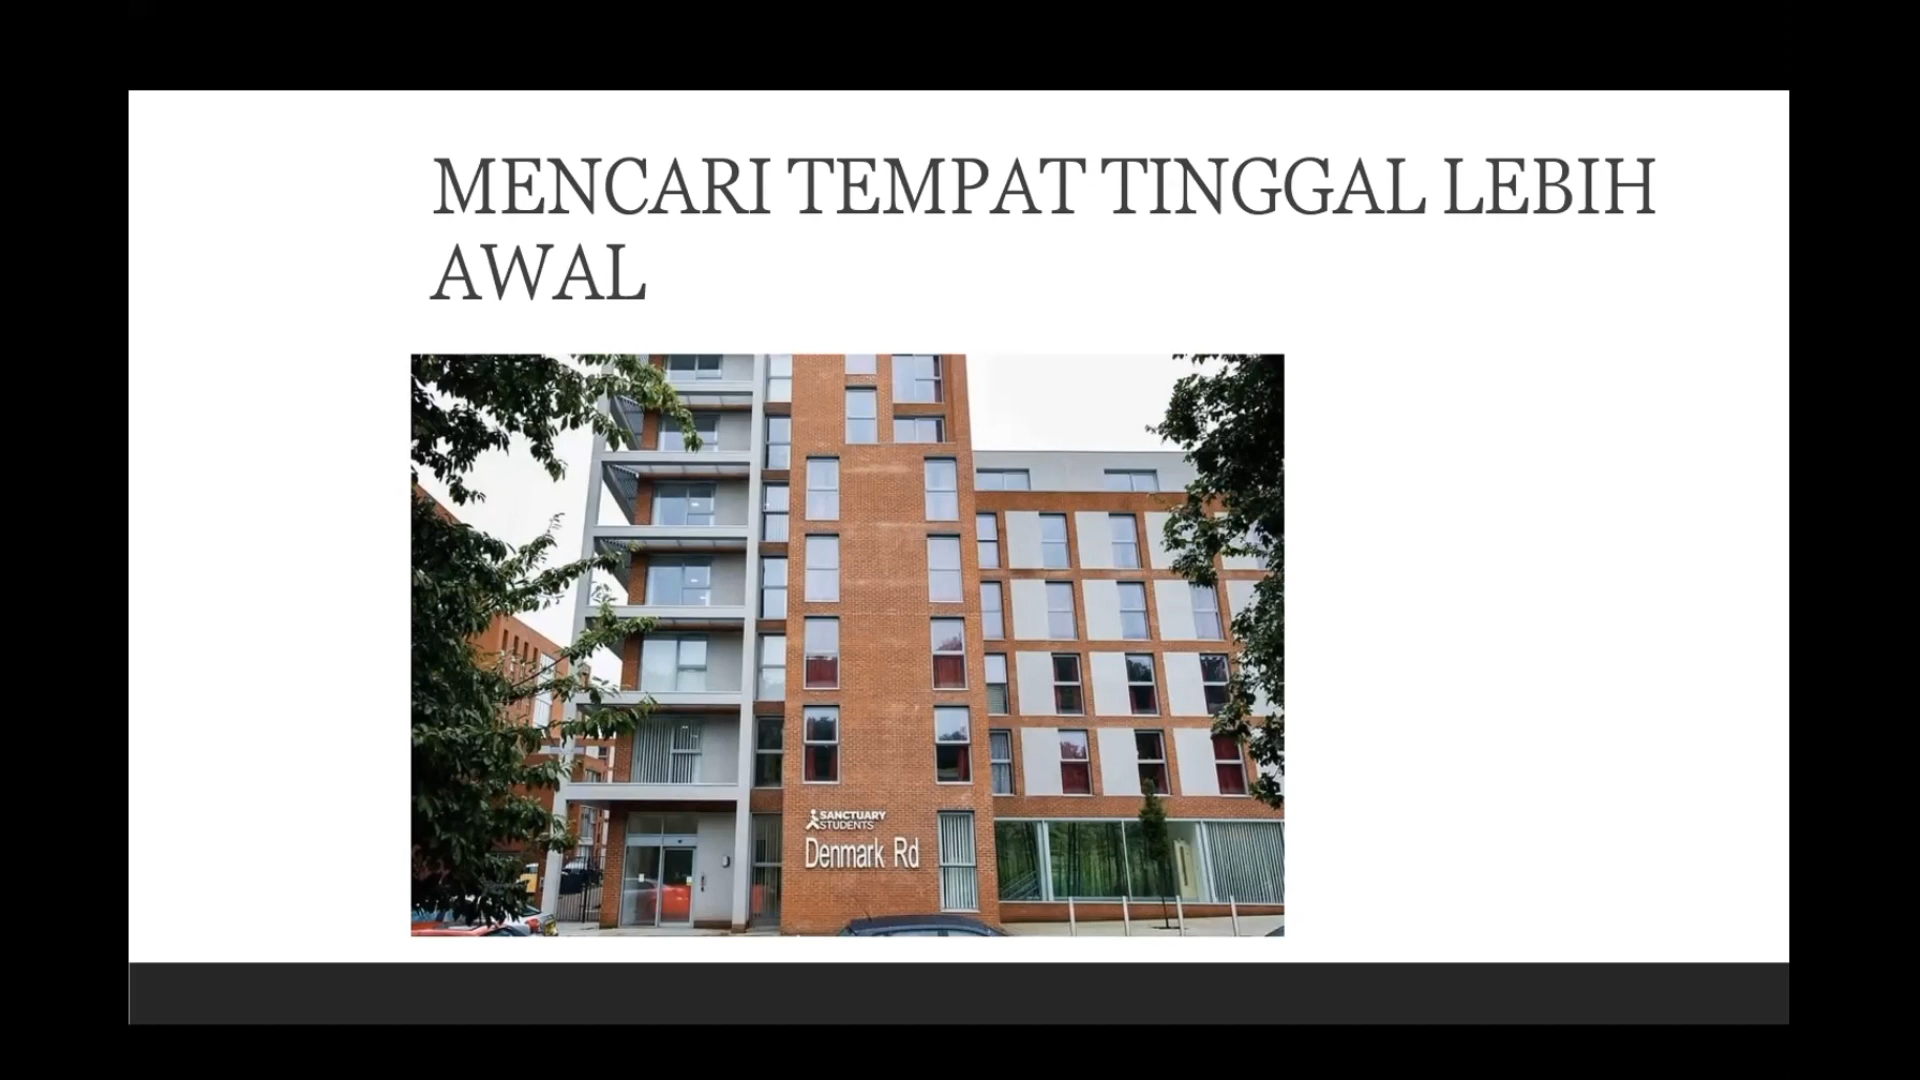 MENCARI TEMPAT TINGGAL LEBIH
AWAL
SANCTUARY
STUDENTS
Denmark Rd